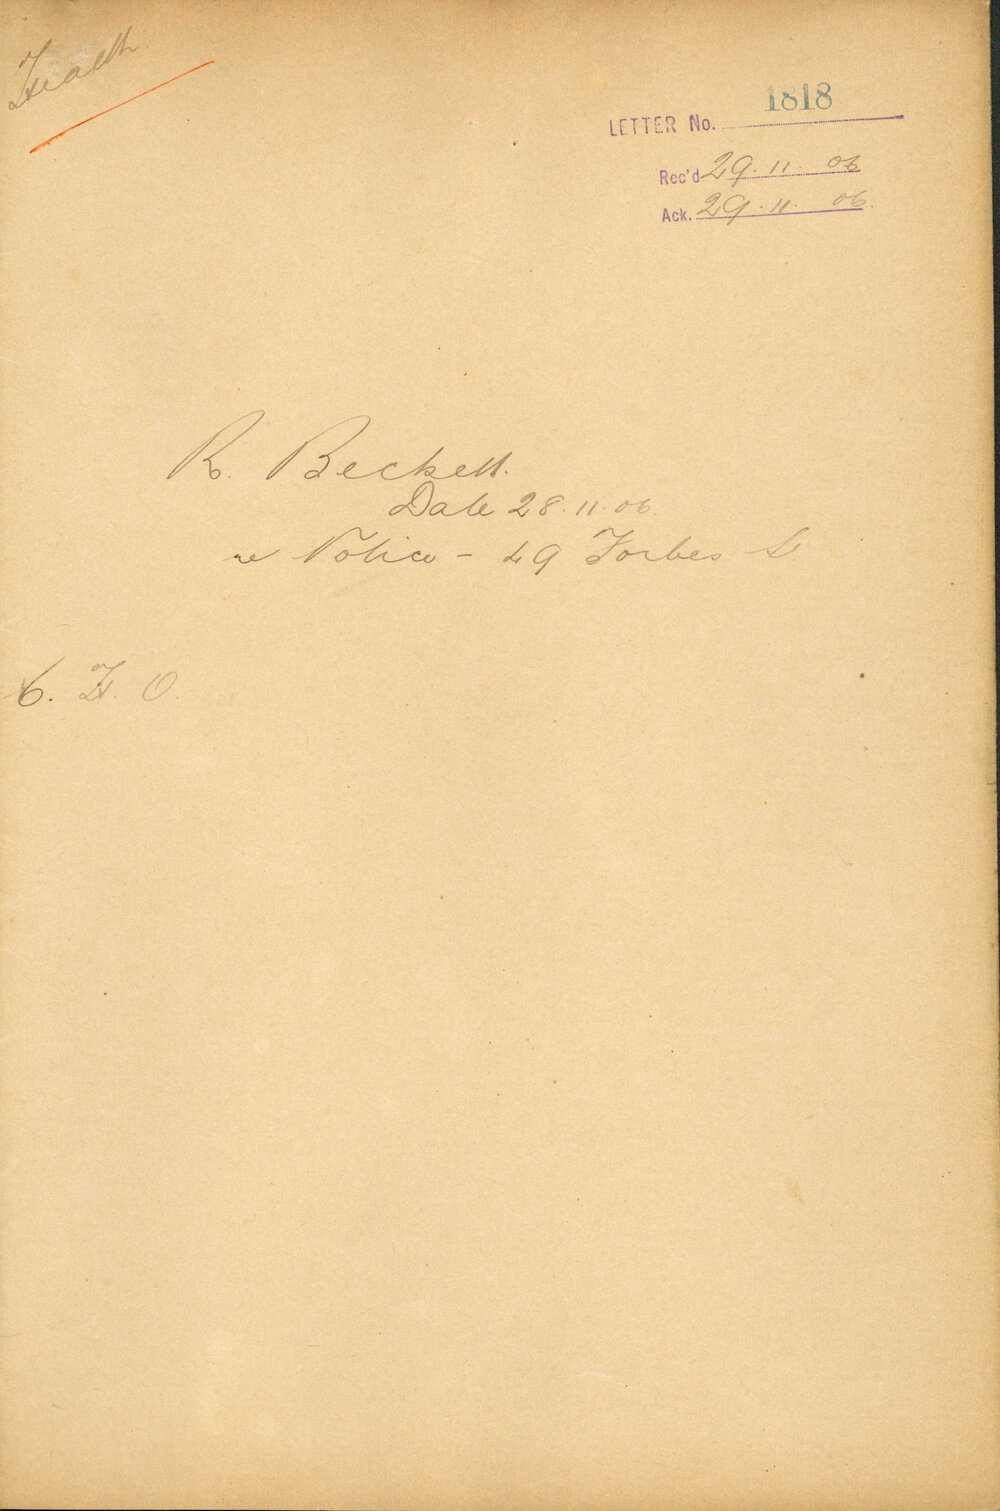 Health
1818
LETTER No.
Rec'd 29. 11. 06
Ack. 29. 11. 06.
R. Beckett.
Date 28. 11. 06.
re Notice - 49 Forbes St.
C. H. O.